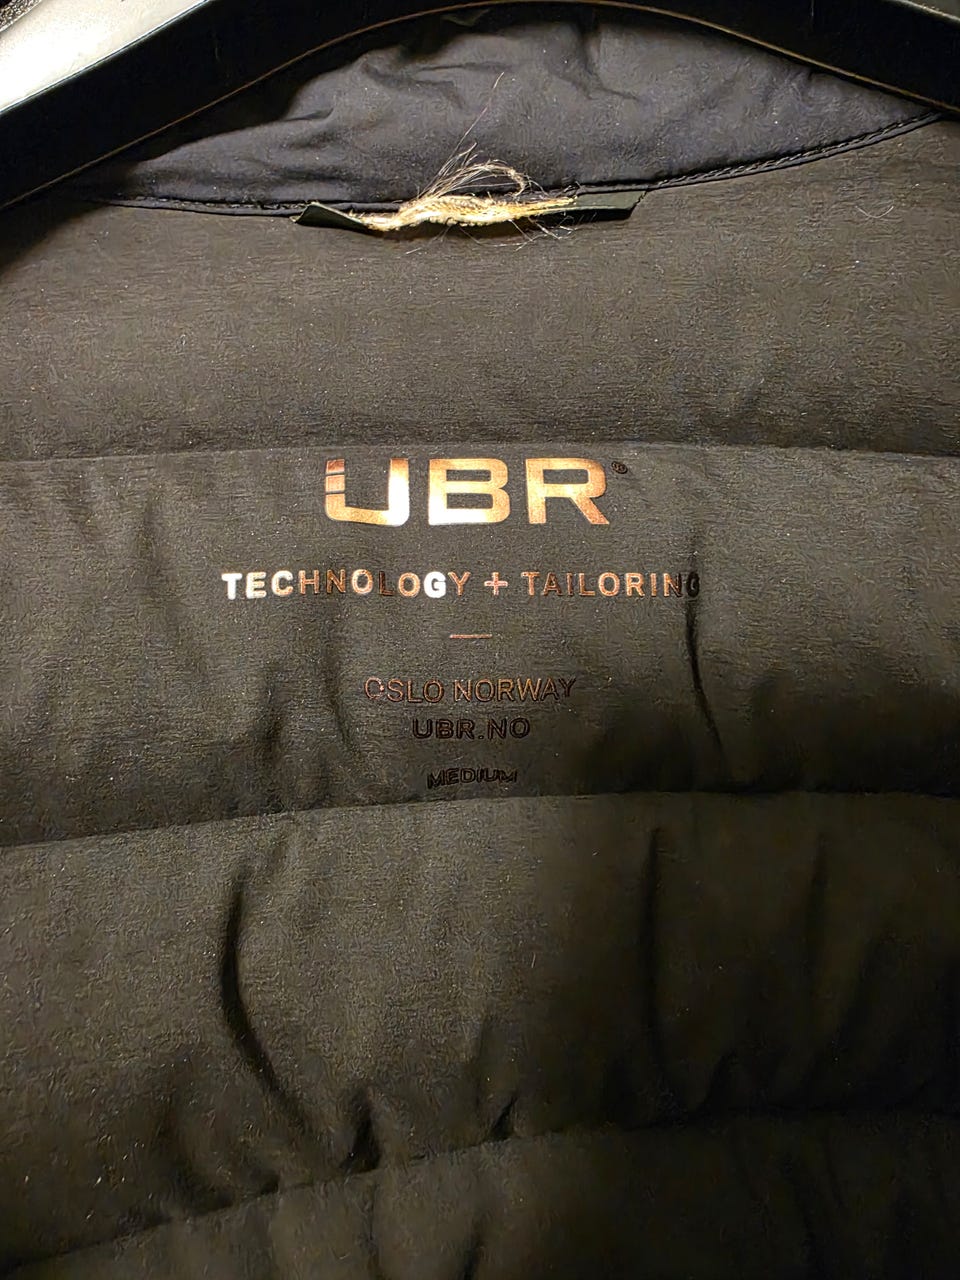 UBR®
TECHNOLOGY + TAILORING
OSLO NORWAY
UBR.NO
MEDIUM